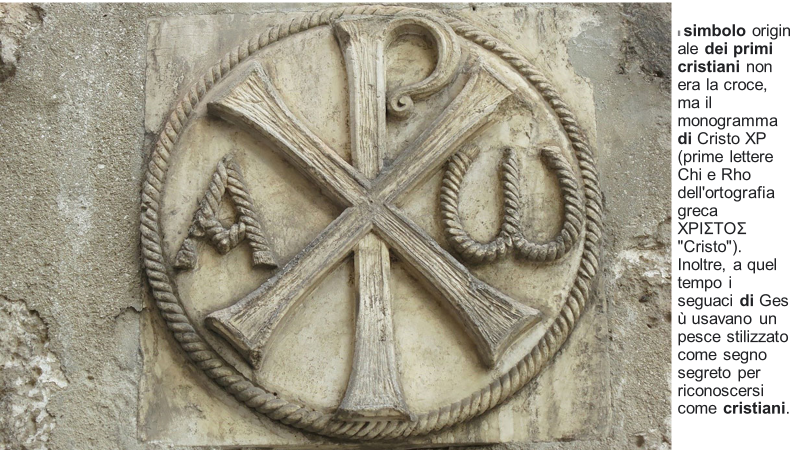 Α Ω
I simbolo origin
ale dei primi
cristiani non
era la croce,
ma il
monogramma
di Cristo XP
(prime lettere
Chi e Rho
dell'ortografia
greca
ΧΡΙΣΤΟΣ
"Cristo").
Inoltre, a quel
tempo i
seguaci di Ges
ù usavano un
pesce stilizzato
come segno
segreto per
riconoscersi
come cristiani.